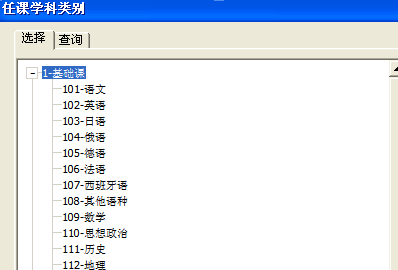 任课学科类别
选择 查询
1-基础课
101-语文
102-英语
103-日语
104-俄语
105-德语
106-法语
107-西班牙语
108-其他语种
109-数学
110-思想政治
111-历史
112-地理